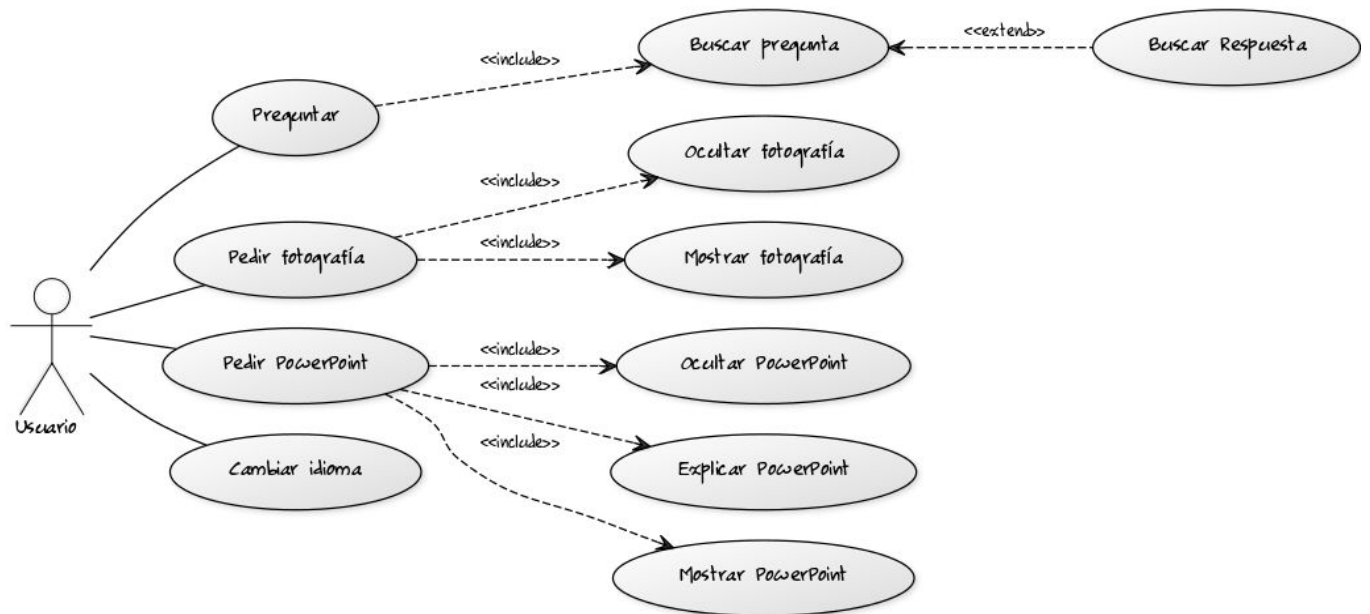 Buscar pregunta
<<extend>>
Buscar Respuesta
<<include>>
Preguntar
Ocultar fotografía
<<include>>
Pedir fotografía
<<include>>
Mostrar fotografía
Pedir PowerPoint
<<include>>
Ocultar PowerPoint
<<include>>
Usuario
<<include>>
Cambiar idioma
Explicar PowerPoint
Mostrar PowerPoint